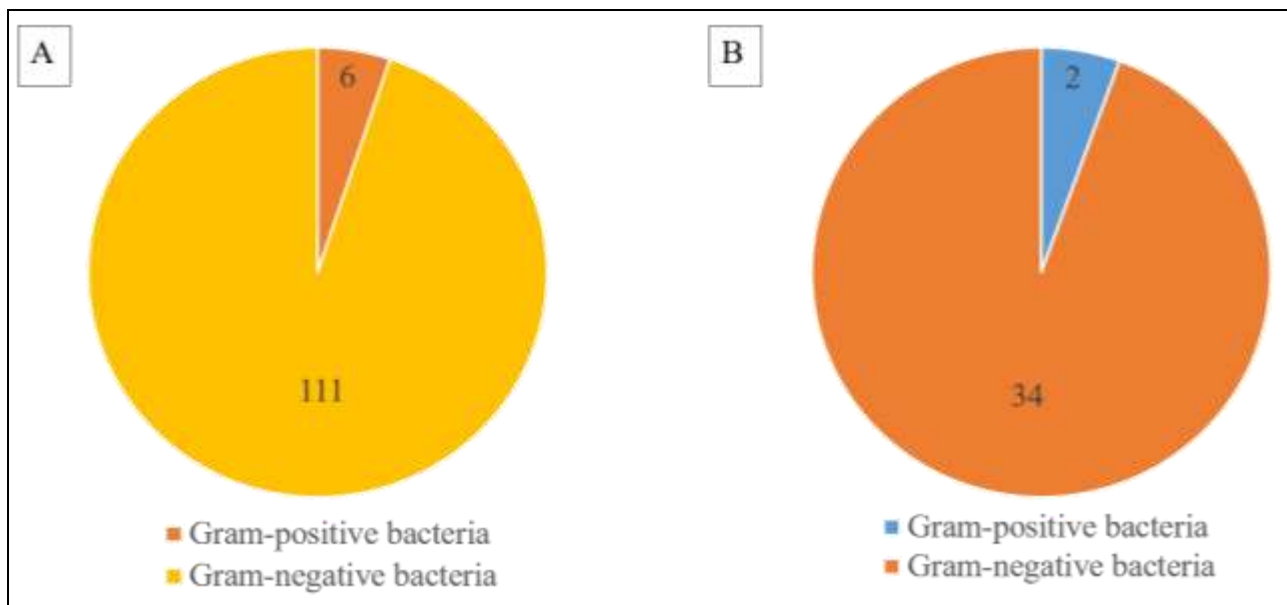 A
6
111
Gram-positive bacteria
Gram-negative bacteria
B
2
34
Gram-positive bacteria
Gram-negative bacteria